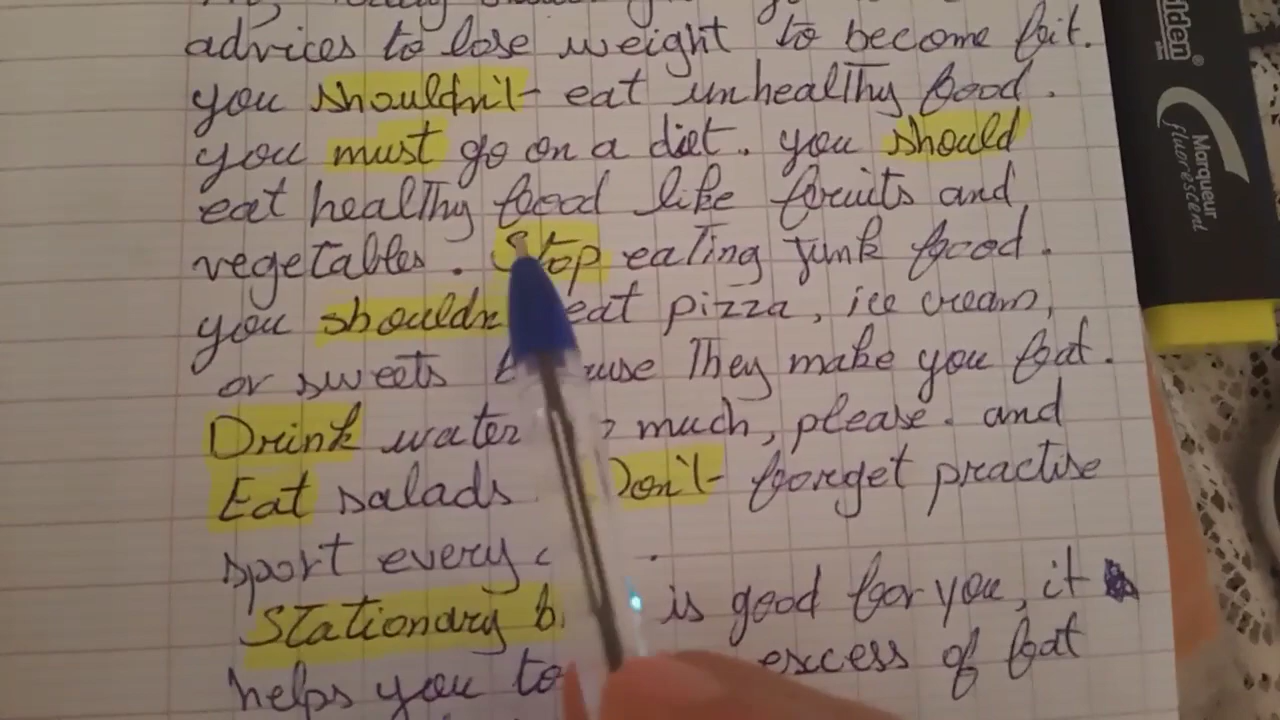 advices to lose weight to become fit.
you shouldn't eat unhealthy food.
you must go on a diet. you should
eat healthy food like fruits and
vegetables. Stop eating junk food.
you eat pizza, ice cream,
or sweets they make you fat.
Drink water much, please. and
Eat salads Don't forget practise
sport every
Stationary is good for you, it
helps you to excess of fat
Marqueur
fluorescent